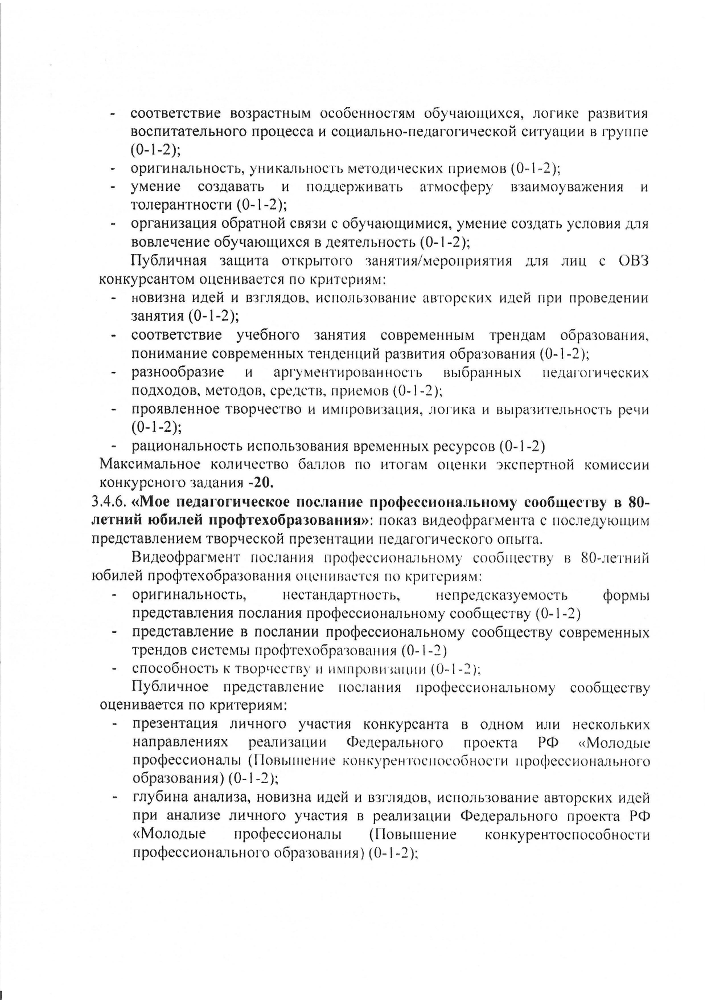 - соответствие возрастным особенностям обучающихся, логике развития
воспитательного процесса и социально-педагогической ситуации в группе
(0-1-2);
- оригинальность, уникальность методических приемов (0-1-2);
- умение создавать и поддерживать атмосферу взаимоуважения и
толерантности (0-1-2);
- организация обратной связи с обучающимися, умение создать условия для
вовлечение обучающихся в деятельность (0-1-2);
Публичная защита открытого занятия/мероприятия для лиц с ОВЗ
конкурсантом оценивается по критериям:
- новизна идей и взглядов, использование авторских идей при проведении
занятия (0-1-2);
- соответствие учебного занятия современным трендам образования,
понимание современных тенденций развития образования (0-1-2);
- разнообразие и аргументированность выбранных педагогических
подходов, методов, средств, приемов (0-1-2);
- проявленное творчество и импровизация, логика и выразительность речи
(0-1-2);
- рациональность использования временных ресурсов (0-1-2)
Максимальное количество баллов по итогам оценки экспертной комиссии
конкурсного задания -20.
3.4.6. «Мое педагогическое послание профессиональному сообществу в 80-
летний юбилей профтехобразования»: показ видеофрагмента с последующим
представлением творческой презентации педагогического опыта.
Видеофрагмент послания профессиональному сообществу в 80-летний
юбилей профтехобразования оценивается по критериям:
- оригинальность, нестандартность, непредсказуемость формы
представления послания профессиональному сообществу (0-1-2)
- представление в послании профессиональному сообществу современных
трендов системы профтехобразования (0-1-2)
- способность к творчеству и импровизации (0-1-2);
Публичное представление послания профессиональному сообществу
оценивается по критериям:
- презентация личного участия конкурсанта в одном или нескольких
направлениях реализации Федерального проекта РФ «Молодые
профессионалы (Повышение конкурентоспособности профессионального
образования) (0-1-2);
- глубина анализа, новизна идей и взглядов, использование авторских идей
при анализе личного участия в реализации Федерального проекта РФ
«Молодые профессионалы (Повышение конкурентоспособности
профессионального образования) (0-1-2);